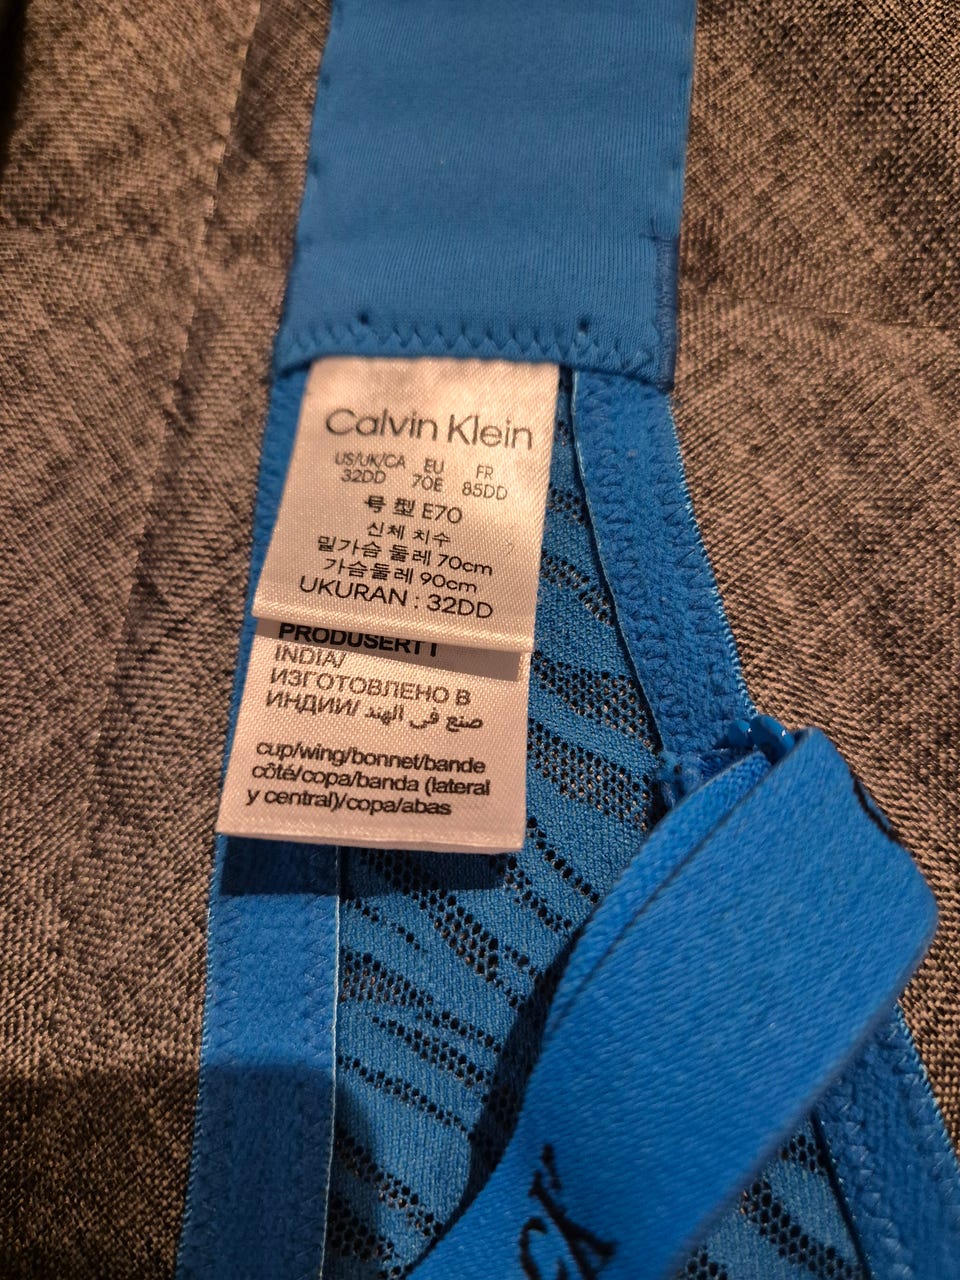 Calvin Klein
US/UK/CA EU FR
32DD 70E 85DD
号 型 E70
신체 치수
밑가슴 둘레 70cm
가슴둘레 90cm
UKURAN : 32DD
PRODUSERT I
INDIA/
ИЗГОТОВЛЕНО В
ИНДИИ/ صنع في الهند
cup/wing/bonnet/bande
côté/copa/banda (lateral
y central)/copa/abas